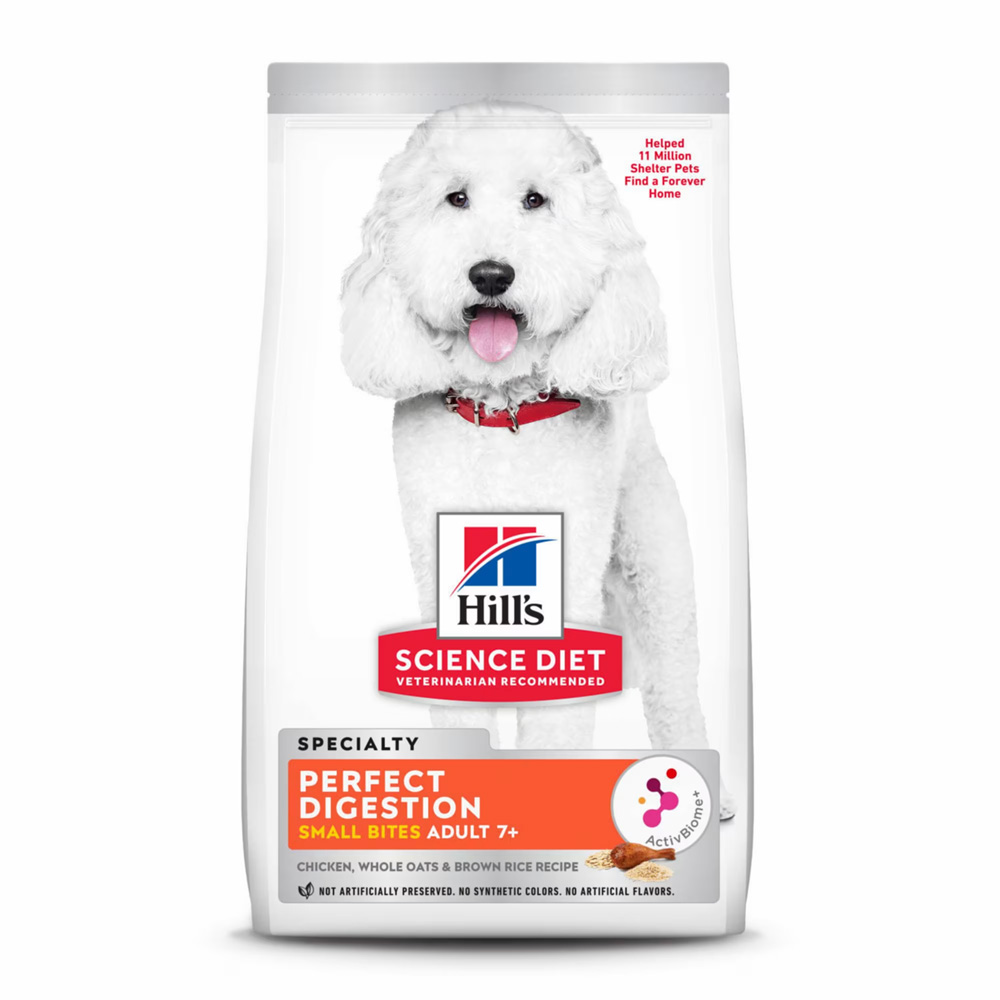 Helped
11 Million
Shelter Pets
Find a Forever
Home
Hill's
SCIENCE DIET
VETERINARIAN RECOMMENDED
SPECIALTY
PERFECT
DIGESTION
SMALL BITES ADULT 7+
ActivBiome+
CHICKEN, WHOLE OATS & BROWN RICE RECIPE
NOT ARTIFICIALLY PRESERVED. NO SYNTHETIC COLORS. NO ARTIFICIAL FLAVORS.